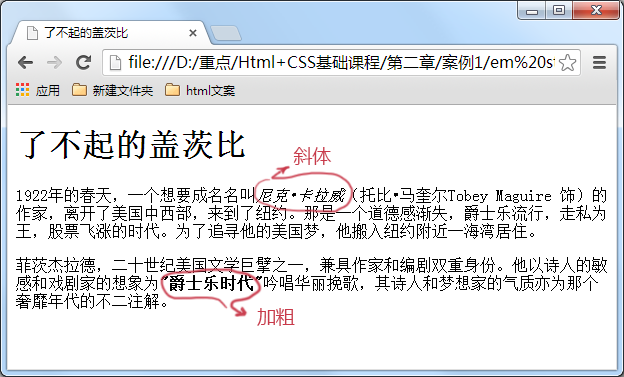 了不起的盖茨比
file:///D:/重点/Html+CSS基础课程/第二章/案例1/em%20s
应用 新建文件夹 html文案
了不起的盖茨比
斜体
1922年的春天，一个想要成名名叫尼克•卡拉威（托比•马奎尔Tobey Maguire 饰）的
作家，离开了美国中西部，来到了纽约。那是一个道德感渐失，爵士乐流行，走私为
王，股票飞涨的时代。为了追寻他的美国梦，他搬入纽约附近一海湾居住。
菲茨杰拉德，二十世纪美国文学巨擘之一，兼具作家和编剧双重身份。他以诗人的敏
感和戏剧家的想象为"爵士乐时代"吟唱华丽挽歌，其诗人和梦想家的气质亦为那个
奢靡年代的不二注解。
加粗